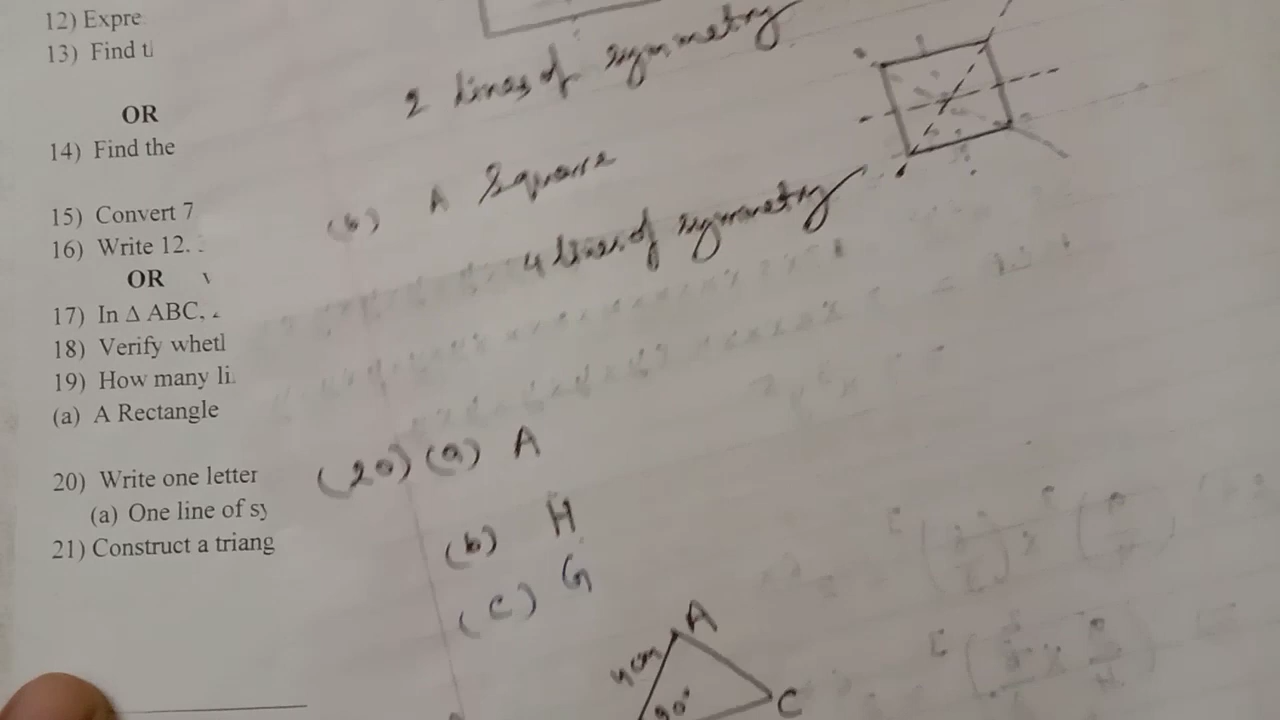 12) Expre
13) Find t
OR
14) Find the
15) Convert 7
16) Write 12.
OR
17) In Δ ABC,
18) Verify whetl
19) How many li
(a) A Rectangle
20) Write one letter
(a) One line of sy
21) Construct a triang
2 lines of symmetry
(b) A Square
4 lines of symmetry
(20) (a) A
(b) H
(c) G
A
4cm
90°
C